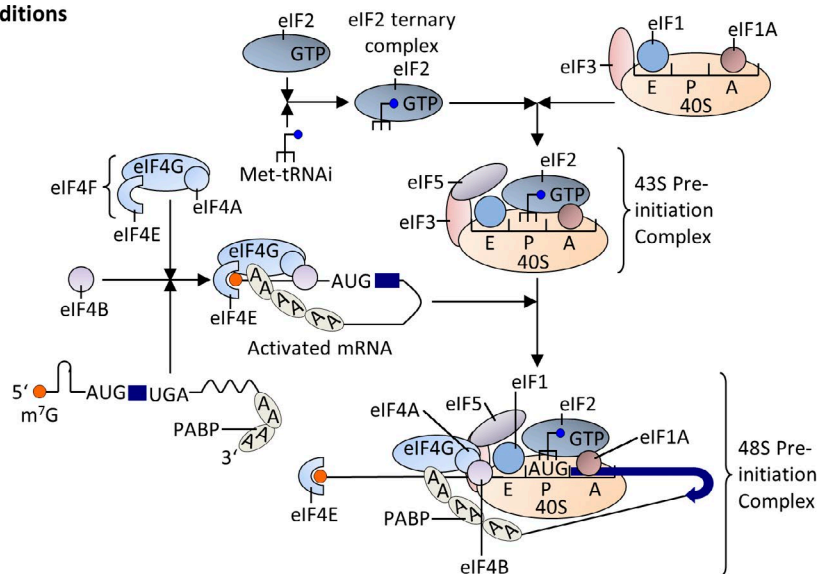 ditions
eIF2
GTP
eIF2 ternary
complex
eIF2
GTP
Met-tRNAi
eIF1
eIF1A
eIF3
E P A
40S
eIF4F
eIF4G
eIF4A
eIF4E
eIF5
eIF2
GTP
eIF3
E P A
40S
43S Pre-
initiation
Complex
eIF4B
eIF4G
AUG
eIF4E
A
A
A
A
A
A
Activated mRNA
5‘
m7G
AUG
UGA
PABP
A
A
A
A
3‘
eIF1
eIF4A
eIF5
eIF2
eIF4G
GTP
eIF1A
AUG
E P A
40S
eIF4E
PABP
A
A
A
A
A
A
eIF4B
48S Pre-
initiation
Complex